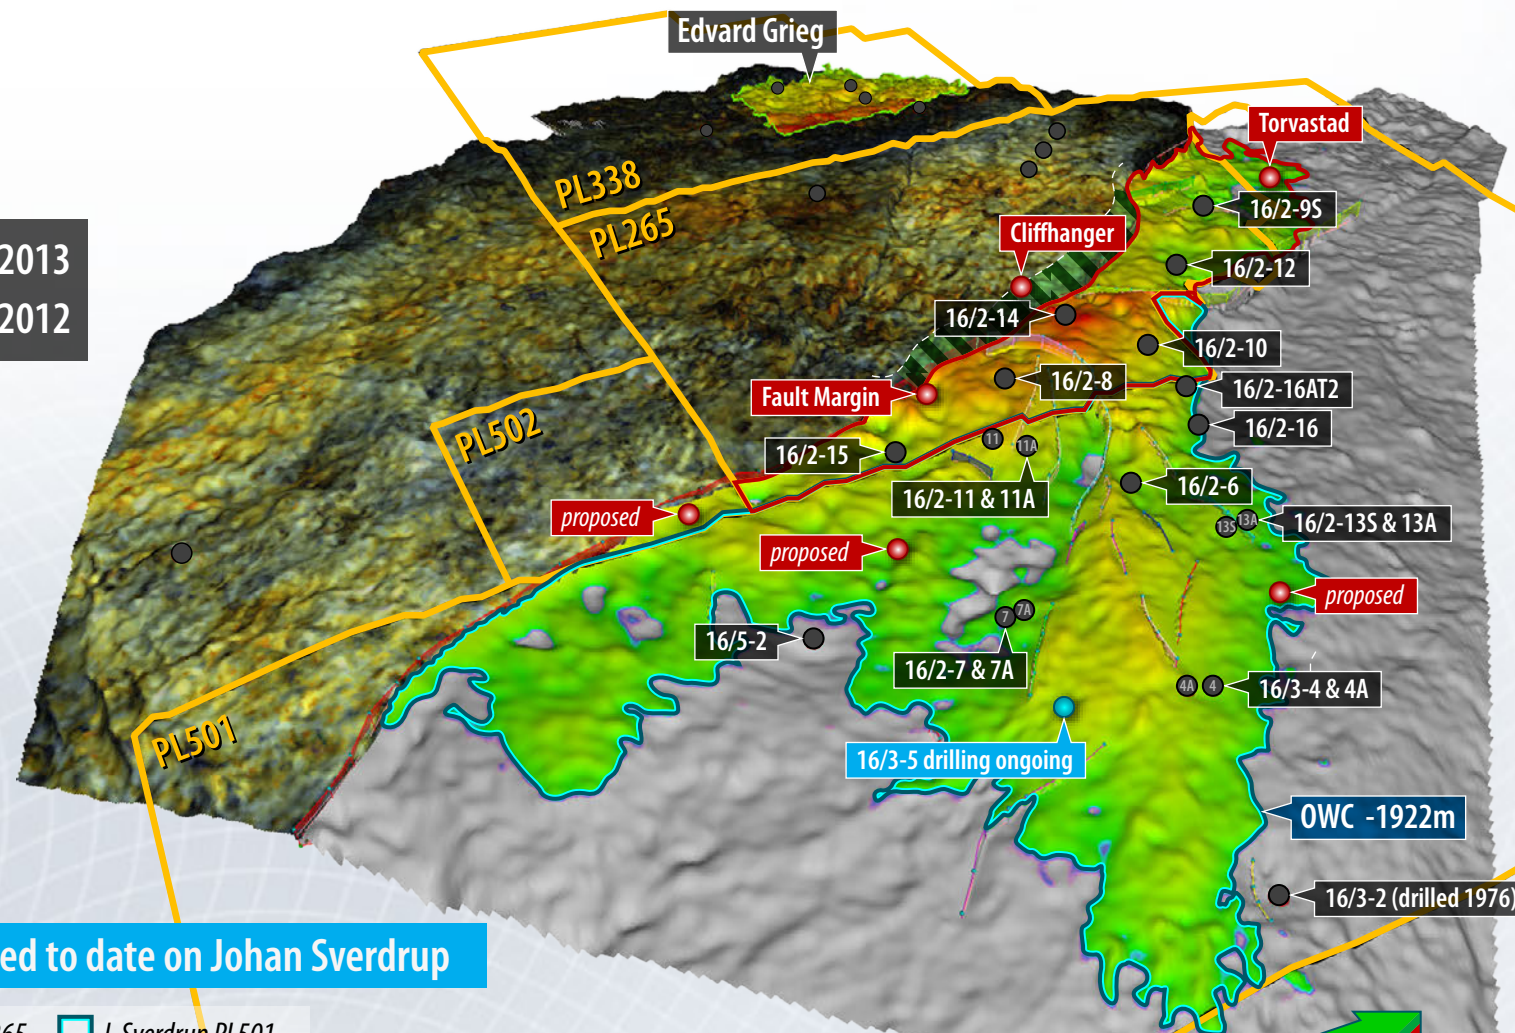 Edvard Grieg
Torvastad
PL338
16/2-9S
PL265
Cliffhanger
2013
16/2-12
2012
16/2-14
16/2-10
16/2-8
16/2-16AT2
Fault Margin
16/2-16
PL502
11
11A
16/2-15
16/2-6
16/2-11 & 11A
proposed
13S
13A
16/2-13S & 13A
proposed
proposed
7
7A
16/5-2
16/2-7 & 7A
4A
4
16/3-4 & 4A
PL501
16/3-5 drilling ongoing
OWC -1922m
16/3-2 (drilled 1976)
ed to date on Johan Sverdrup
265
J. Sverdrup PL501